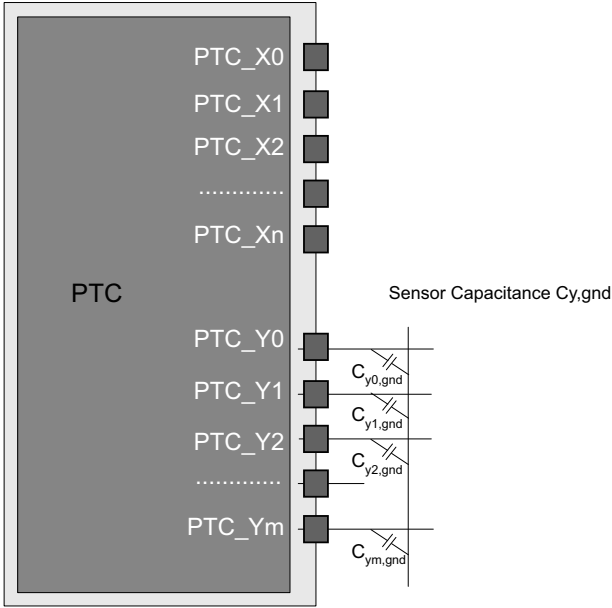 PTC_X0
PTC_X1
PTC_X2
.............
PTC_Xn
PTC
Sensor Capacitance Cy,gnd
PTC_Y0
Cy0,gnd
PTC_Y1
Cy1,gnd
PTC_Y2
Cy2,gnd
.............
PTC_Ym
Cym,gnd